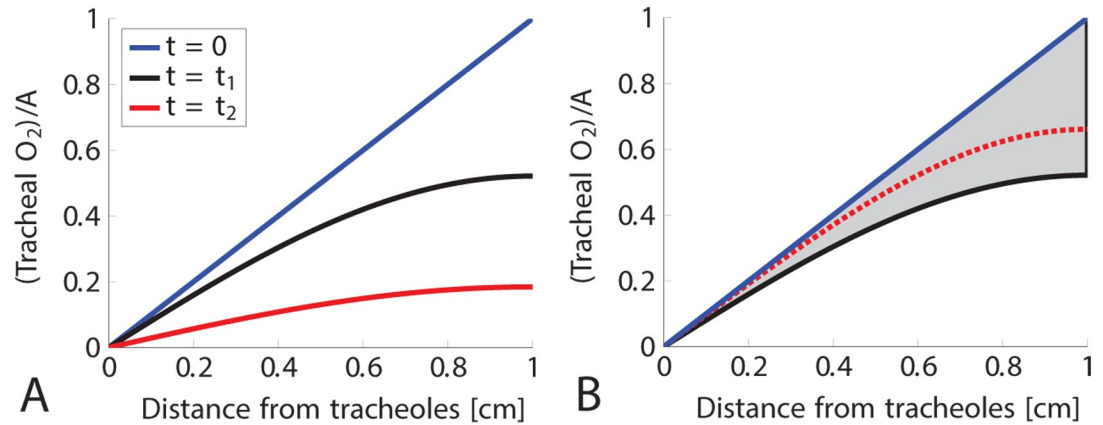 1
0.8
0.6
0.4
0.2
0
(Tracheal O₂)/A
t = 0
t = t₁
t = t₂
0 0.2 0.4 0.6 0.8 1
Distance from tracheoles [cm]
A
1
0.8
0.6
0.4
0.2
0
(Tracheal O₂)/A
0 0.2 0.4 0.6 0.8 1
Distance from tracheoles [cm]
B